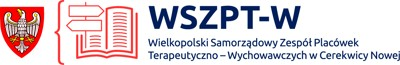 WSZPT-W
Wielkopolski Samorządowy Zespół Placówek
Terapeutyczno – Wychowawczych w Cerekwicy Nowej